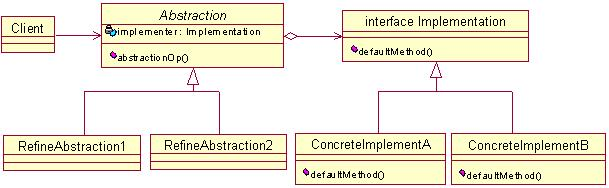 Client
Abstraction
implementer: Implementation
abstractionOp()
interface Implementation
defaultMethod()
RefineAbstraction1
RefineAbstraction2
ConcreteImplementA
defaultMethod()
ConcreteImplementB
defaultMethod()